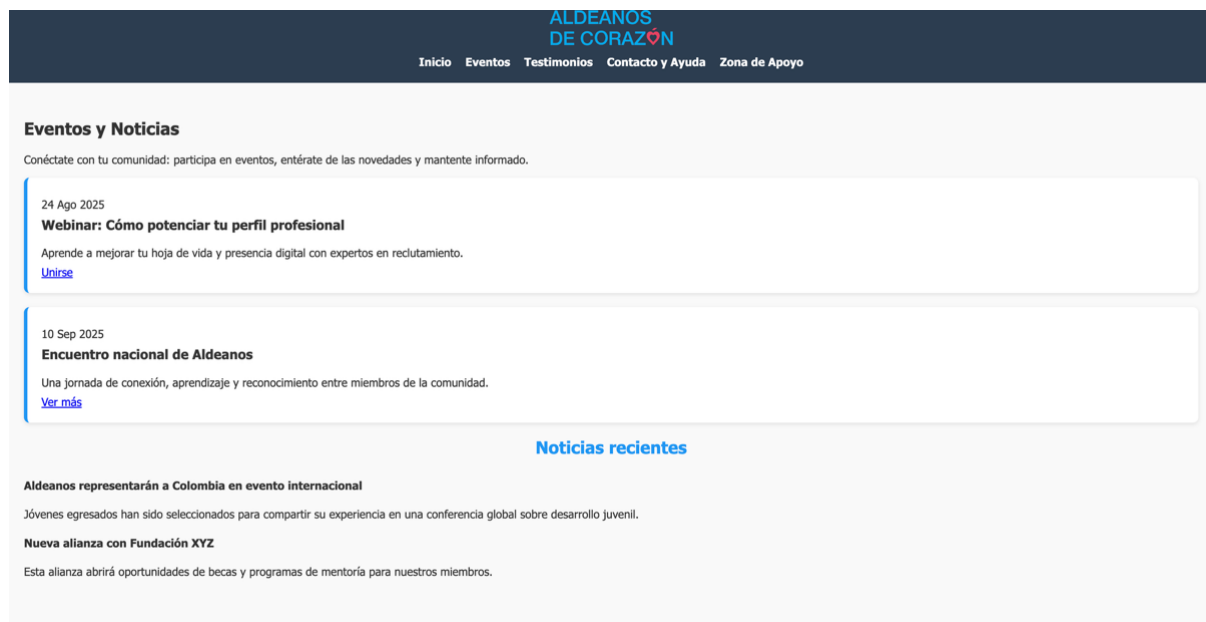 ALDEANOS
DE CORAZÓN
Inicio Eventos Testimonios Contacto y Ayuda Zona de Apoyo
Eventos y Noticias
Conéctate con tu comunidad: participa en eventos, entérate de las novedades y mantente informado.
24 Ago 2025
Webinar: Cómo potenciar tu perfil profesional
Aprende a mejorar tu hoja de vida y presencia digital con expertos en reclutamiento.
Unirse
10 Sep 2025
Encuentro nacional de Aldeanos
Una jornada de conexión, aprendizaje y reconocimiento entre miembros de la comunidad.
Ver más
Noticias recientes
Aldeanos representarán a Colombia en evento internacional
Jóvenes egresados han sido seleccionados para compartir su experiencia en una conferencia global sobre desarrollo juvenil.
Nueva alianza con Fundación XYZ
Esta alianza abrirá oportunidades de becas y programas de mentoría para nuestros miembros.